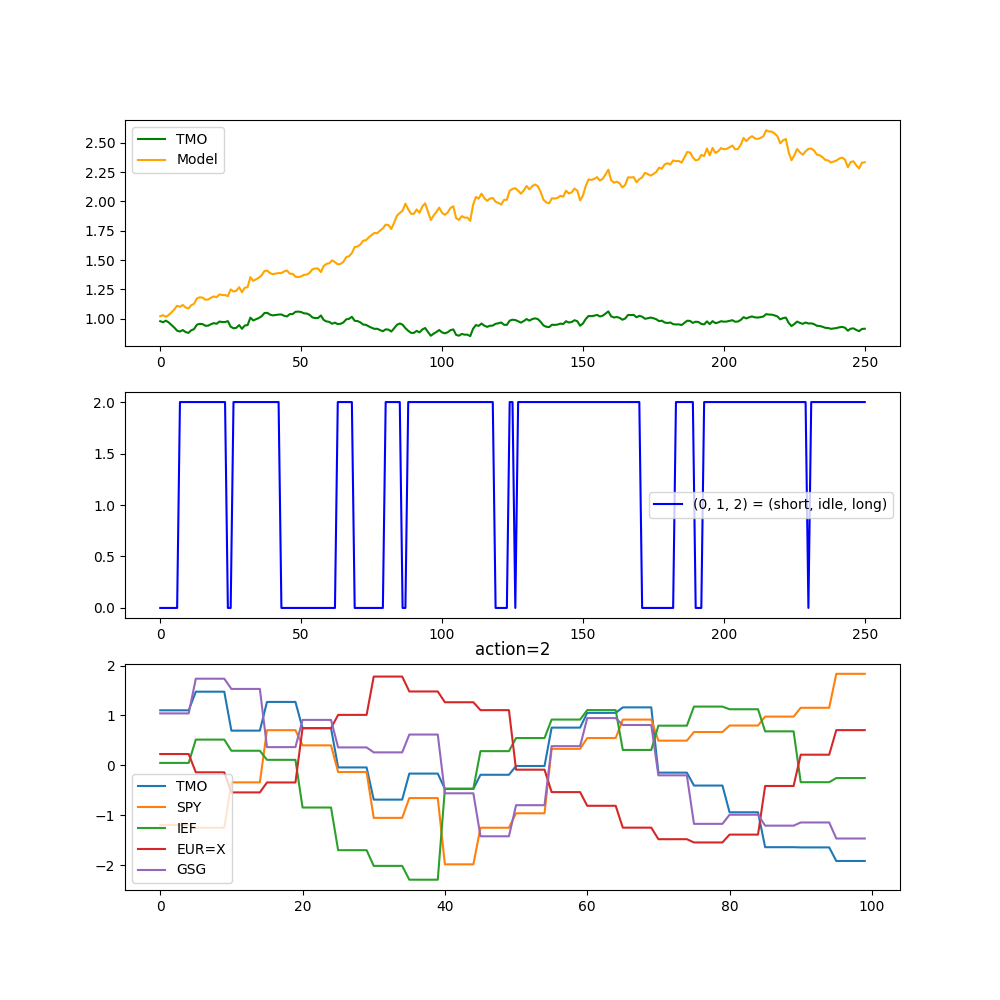 TMO
Model
2.50
2.25
2.00
1.75
1.50
1.25
1.00
0 50 100 150 200 250
2.0
1.5
1.0
0.5
0.0
(0, 1, 2) = (short, idle, long)
0 50 100 150 200 250
action=2
2
1
0
−1
−2
TMO
SPY
IEF
EUR=X
GSG
0 20 40 60 80 100